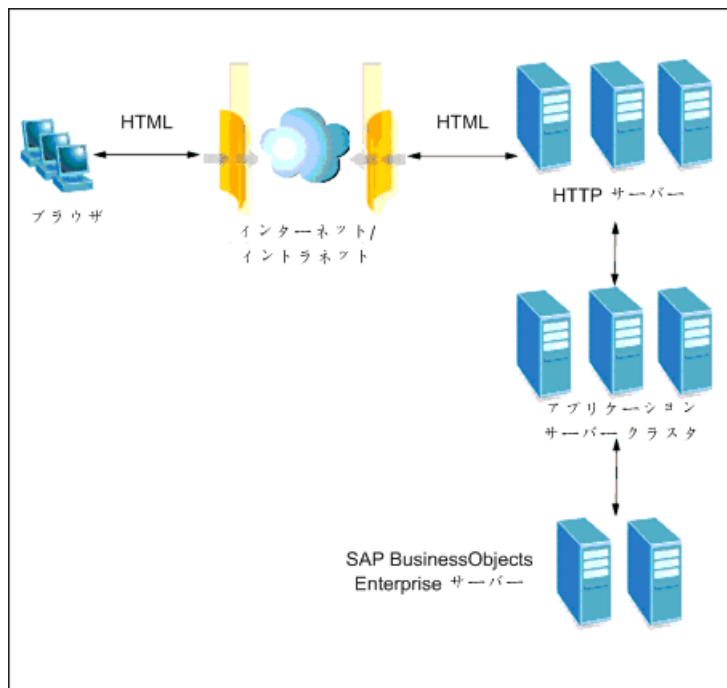 HTML
HTML
ブラウザ
インターネット/
イントラネット
HTTP サーバー
アプリケーション
サーバー クラスタ
SAP BusinessObjects
Enterprise サーバー